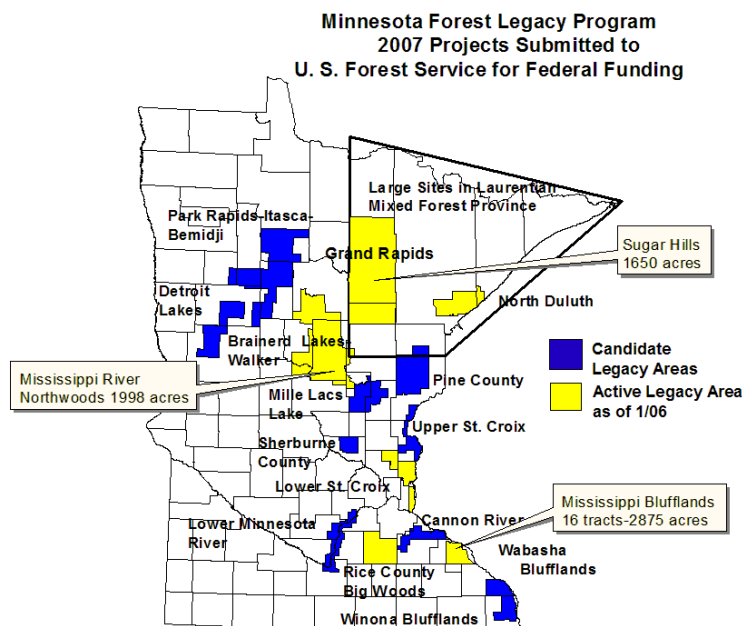 Minnesota Forest Legacy Program
2007 Projects Submitted to
U. S. Forest Service for Federal Funding
Large Sites in Laurentian
Mixed Forest Province
Park Rapids-Itasca-
Bemidji
Grand Rapids
Sugar Hills
1650 acres
Detroit
Lakes
North Duluth
Brainerd Lakes-
Walker
Candidate
Legacy Areas
Mississippi River
Northwoods 1998 acres
Pine County
Active Legacy Area
as of 1/06
Mille Lacs
Lake
Upper St. Croix
Sherburne
County
Lower St. Croix
Mississippi Blufflands
16 tracts-2875 acres
Cannon River
Lower Minnesota
River
Wabasha
Blufflands
Rice County
Big Woods
Winona Blufflands